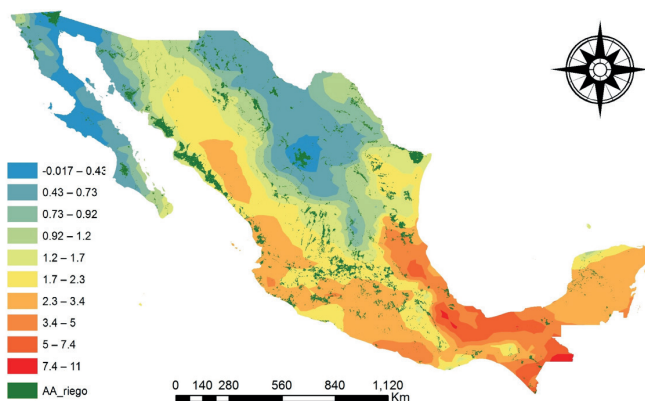 -0.017 – 0.43
0.43 – 0.73
0.73 – 0.92
0.92 – 1.2
1.2 – 1.7
1.7 – 2.3
2.3 – 3.4
3.4 – 5
5 – 7.4
7.4 – 11
AA_riego
0 140 280 560 840 1,120
Km